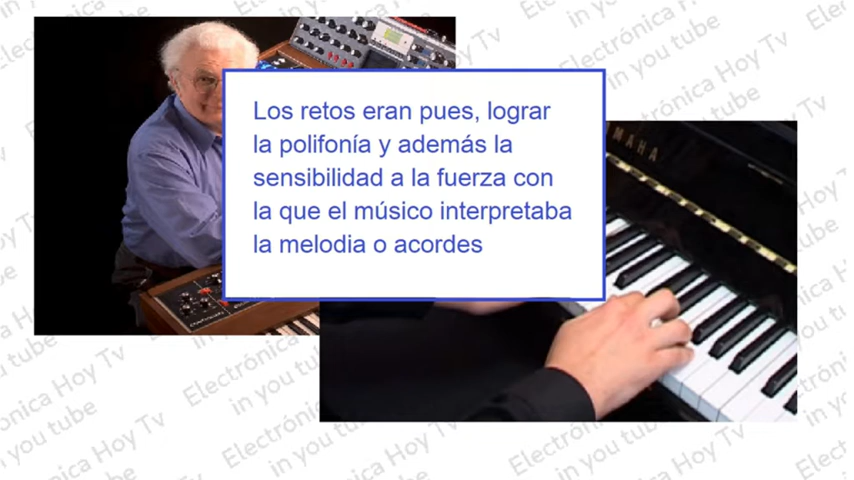 Los retos eran pues, lograr
la polifonía y además la
sensibilidad a la fuerza con
la que el músico interpretaba
la melodia o acordes
YAMAHA
Electrónica Hoy Tv
in you tube